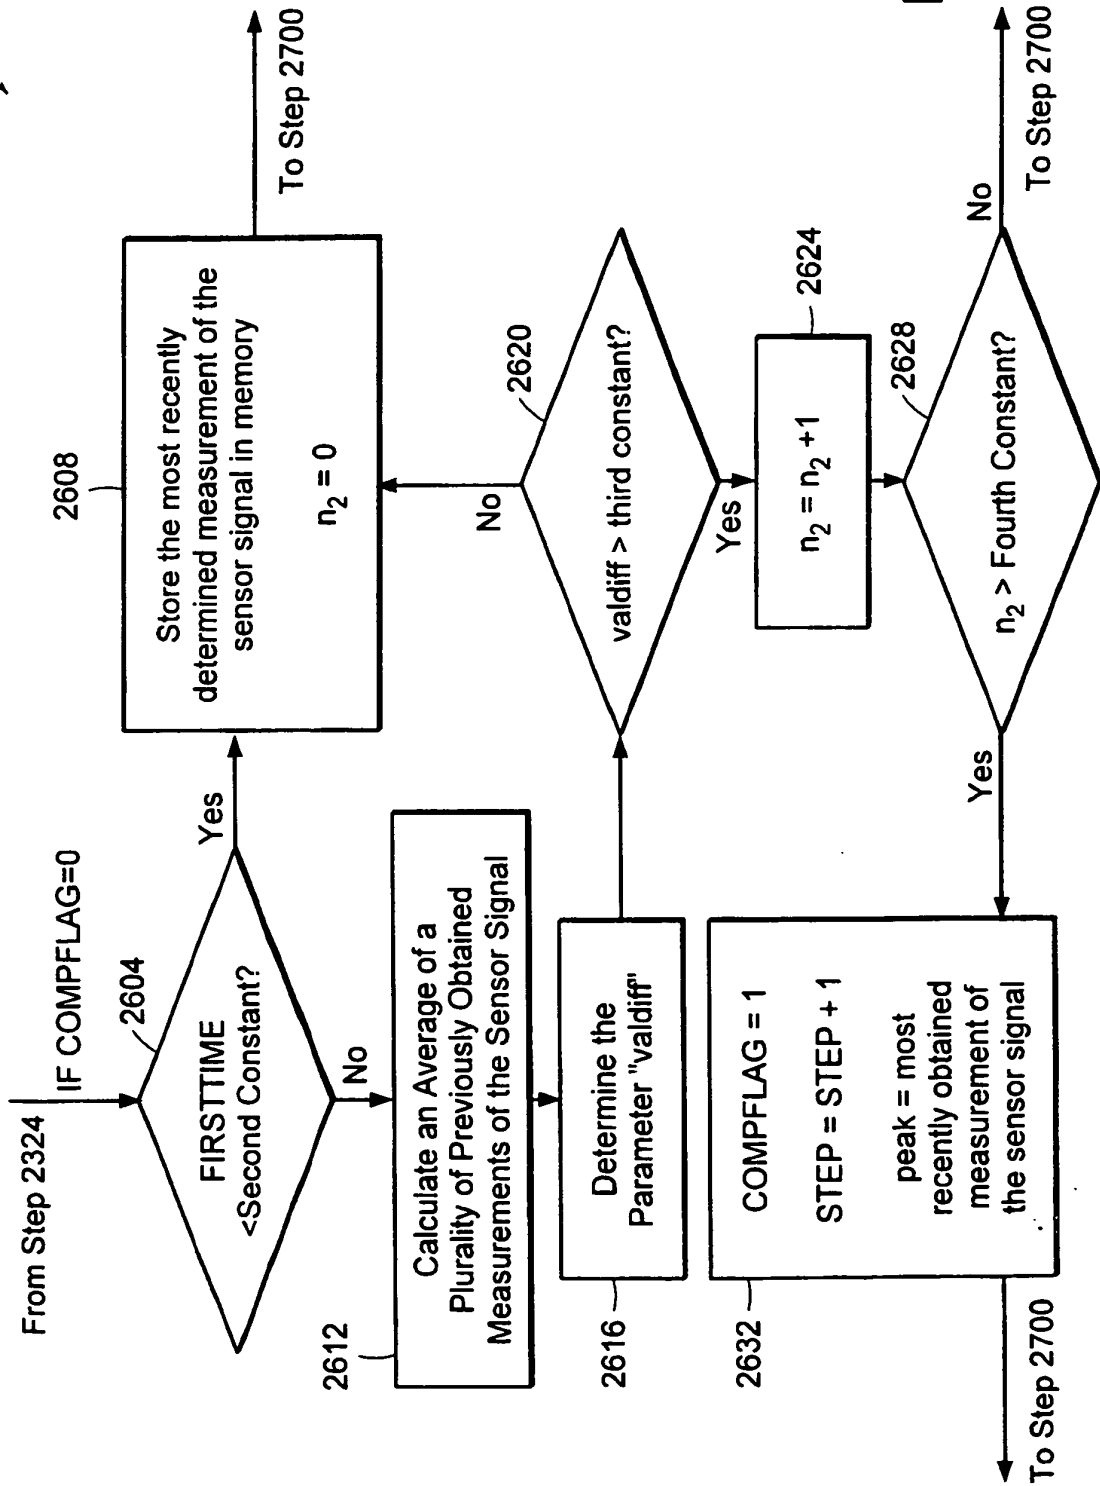 From Step 2324
IF COMPFLAG=0
2604
FIRSTTIME
<Second Constant?
Yes
No
2608
Store the most recently
determined measurement of the
sensor signal in memory
n₂ = 0
To Step 2700
2612
Calculate an Average of a
Plurality of Previously Obtained
Measurements of the Sensor Signal
2616
Determine the
Parameter "valdiff"
2620
valdiff > third constant?
No
Yes
2624
n₂ = n₂ +1
2628
n₂ > Fourth Constant?
No
To Step 2700
Yes
2632
COMPFLAG = 1
STEP = STEP + 1
peak = most
recently obtained
measurement of
the sensor signal
To Step 2700